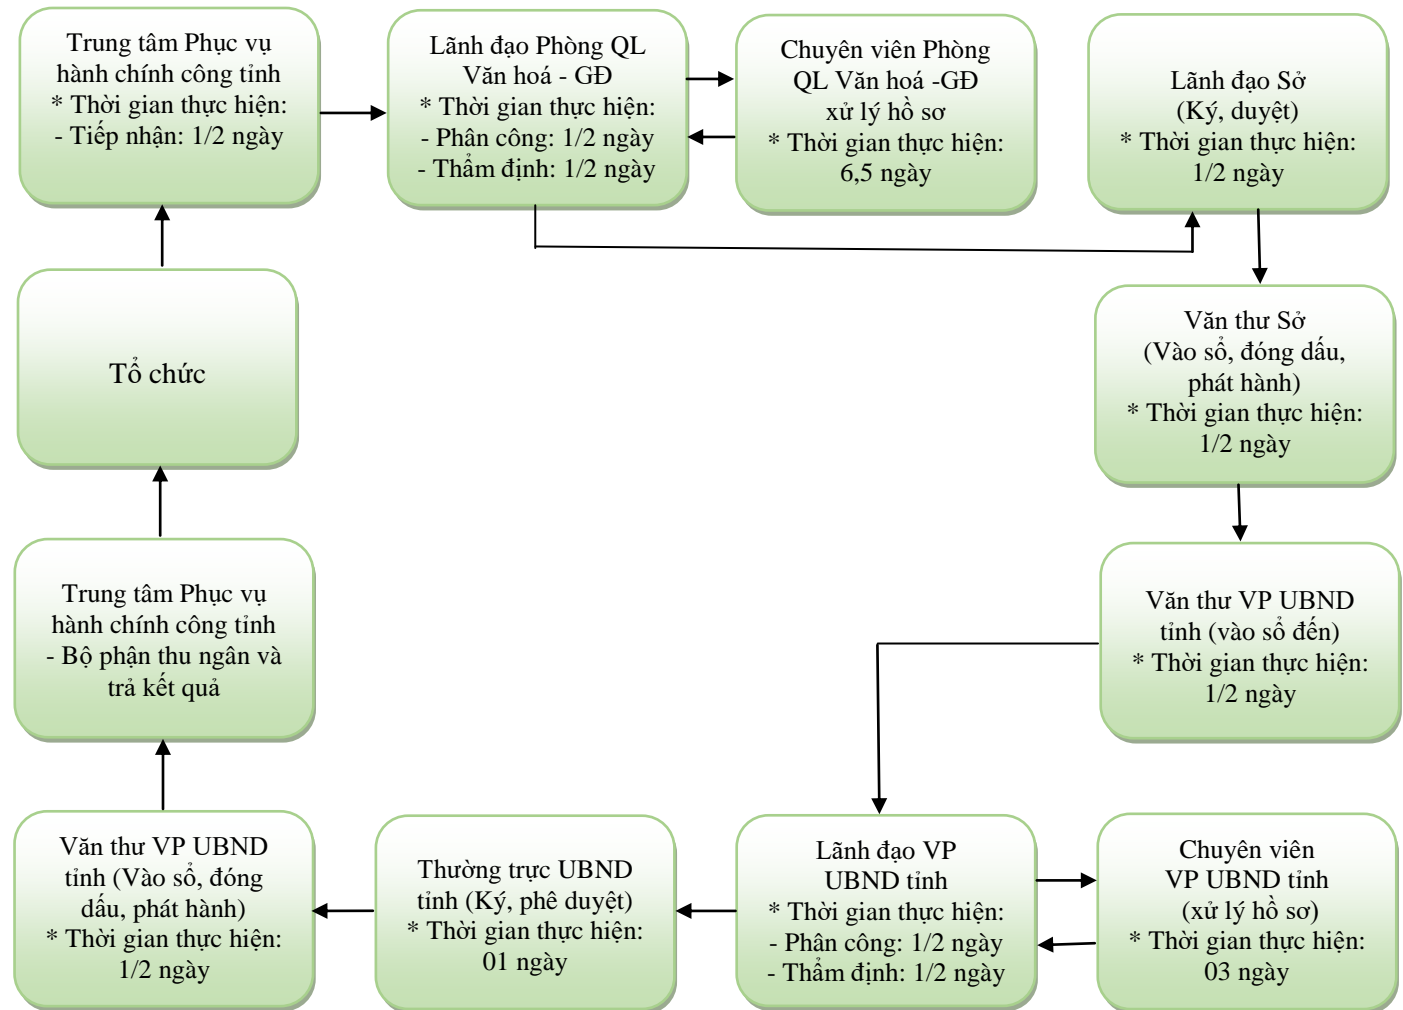 Trung tâm Phục vụ
hành chính công tỉnh
* Thời gian thực hiện:
- Tiếp nhận: 1/2 ngày
Lãnh đạo Phòng QL
Văn hoá - GĐ
* Thời gian thực hiện:
- Phân công: 1/2 ngày
- Thẩm định: 1/2 ngày
Chuyên viên Phòng
QL Văn hoá -GĐ
xử lý hồ sơ
* Thời gian thực hiện:
6,5 ngày
Lãnh đạo Sở
(Ký, duyệt)
* Thời gian thực hiện:
1/2 ngày
Tổ chức
Văn thư Sở
(Vào sổ, đóng dấu,
phát hành)
* Thời gian thực hiện:
1/2 ngày
Trung tâm Phục vụ
hành chính công tỉnh
- Bộ phận thu ngân và
trả kết quả
Văn thư VP UBND
tỉnh (vào sổ đến)
* Thời gian thực hiện:
1/2 ngày
Văn thư VP UBND
tỉnh (Vào sổ, đóng
dấu, phát hành)
* Thời gian thực hiện:
1/2 ngày
Thường trực UBND
tỉnh (Ký, phê duyệt)
* Thời gian thực hiện:
01 ngày
Lãnh đạo VP
UBND tỉnh
* Thời gian thực hiện:
- Phân công: 1/2 ngày
- Thẩm định: 1/2 ngày
Chuyên viên
VP UBND tỉnh
(xử lý hồ sơ)
* Thời gian thực hiện:
03 ngày